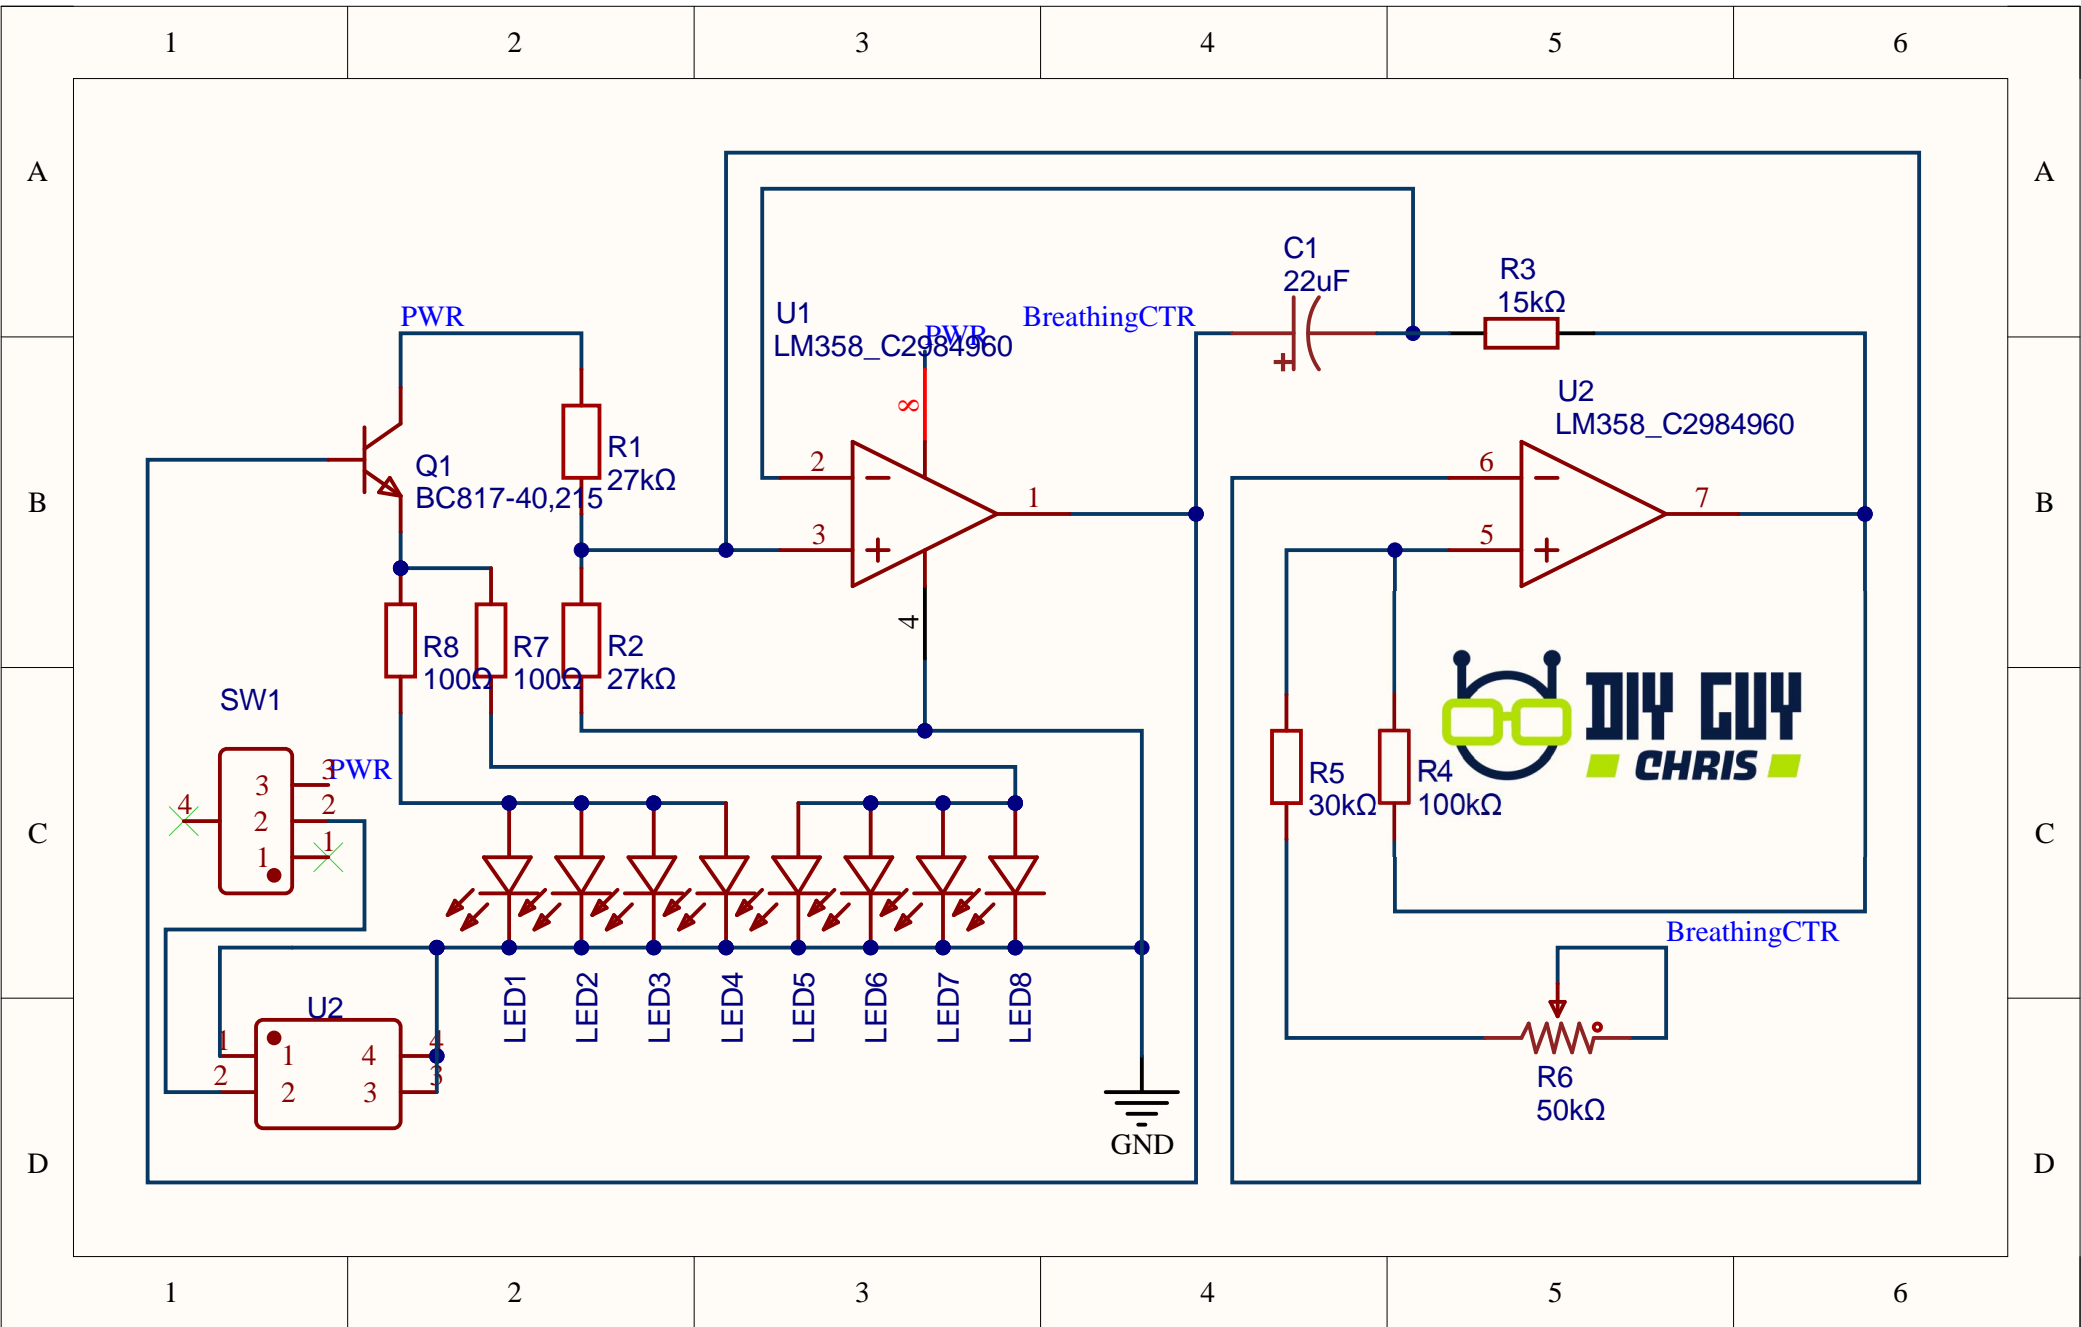 1 2 3 4 5 6
A A
B B
C C
D D
1 2 3 4 5 6
PWR
Q1
BC817-40,215
R1
27kΩ
R8
100Ω
R7
100Ω
R2
27kΩ
U1
LM358_C2984960
PWR
8
2
3
1
4
BreathingCTR
C1
22uF
+
R3
15kΩ
U2
LM358_C2984960
6
5
7
DIY GUY
CHRIS
R5
30kΩ
R4
100kΩ
BreathingCTR
R6
50kΩ
SW1
PWR
3 3
4 2 2
1 1
LED1
LED2
LED3
LED4
LED5
LED6
LED7
LED8
U2
1 1 4 4
2 2 3 3
GND